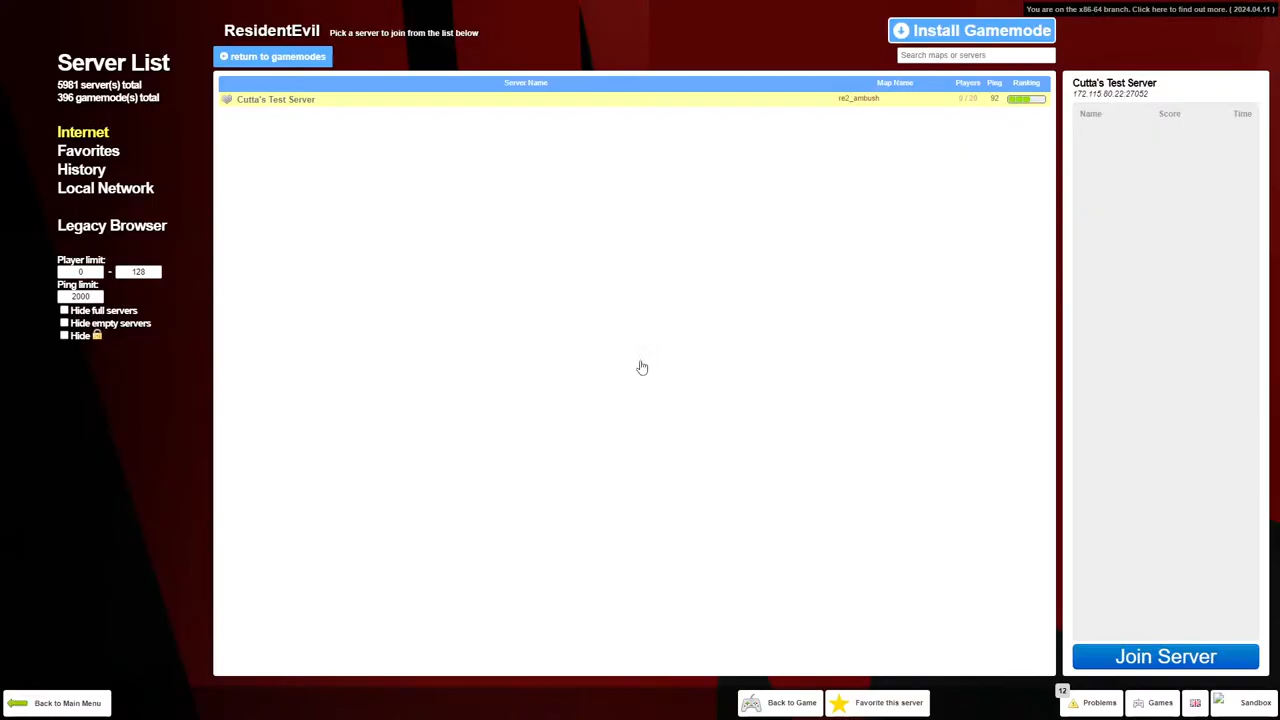 You are on the x86-64 branch. Click here to find out more. ( 2024.04.11 )
ResidentEvil Pick a server to join from the list below
Install Gamemode
return to gamemodes
Search maps or servers
Server List
5981 server(s) total
396 gamemode(s) total
Internet
Favorites
History
Local Network
Legacy Browser
Player limit:
0 - 128
Ping limit:
2000
Hide full servers
Hide empty servers
Hide
Server Name Map Name Players Ping Ranking
Cutta's Test Server re2_ambush 0 / 20 92
Cutta's Test Server
172.115.80.22:27052
Name Score Time
Join Server
Back to Main Menu
Back to Game
Favorite this server
12
Problems
Games
Sandbox